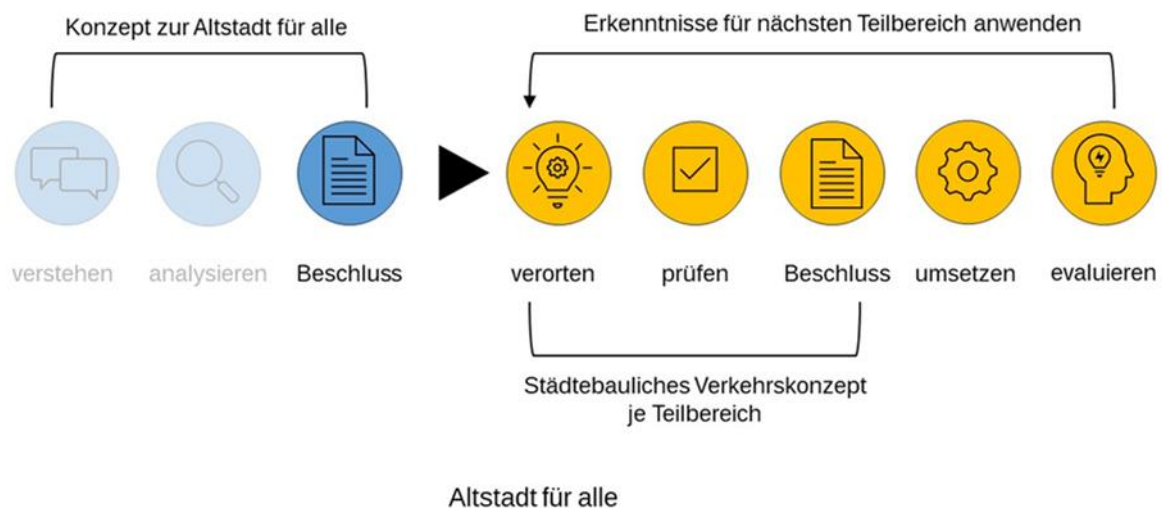 Konzept zur Altstadt für alle
Erkenntnisse für nächsten Teilbereich anwenden
verstehen
analysieren
Beschluss
verorten
prüfen
Beschluss
umsetzen
evaluieren
Städtebauliches Verkehrskonzept
je Teilbereich
Altstadt für alle